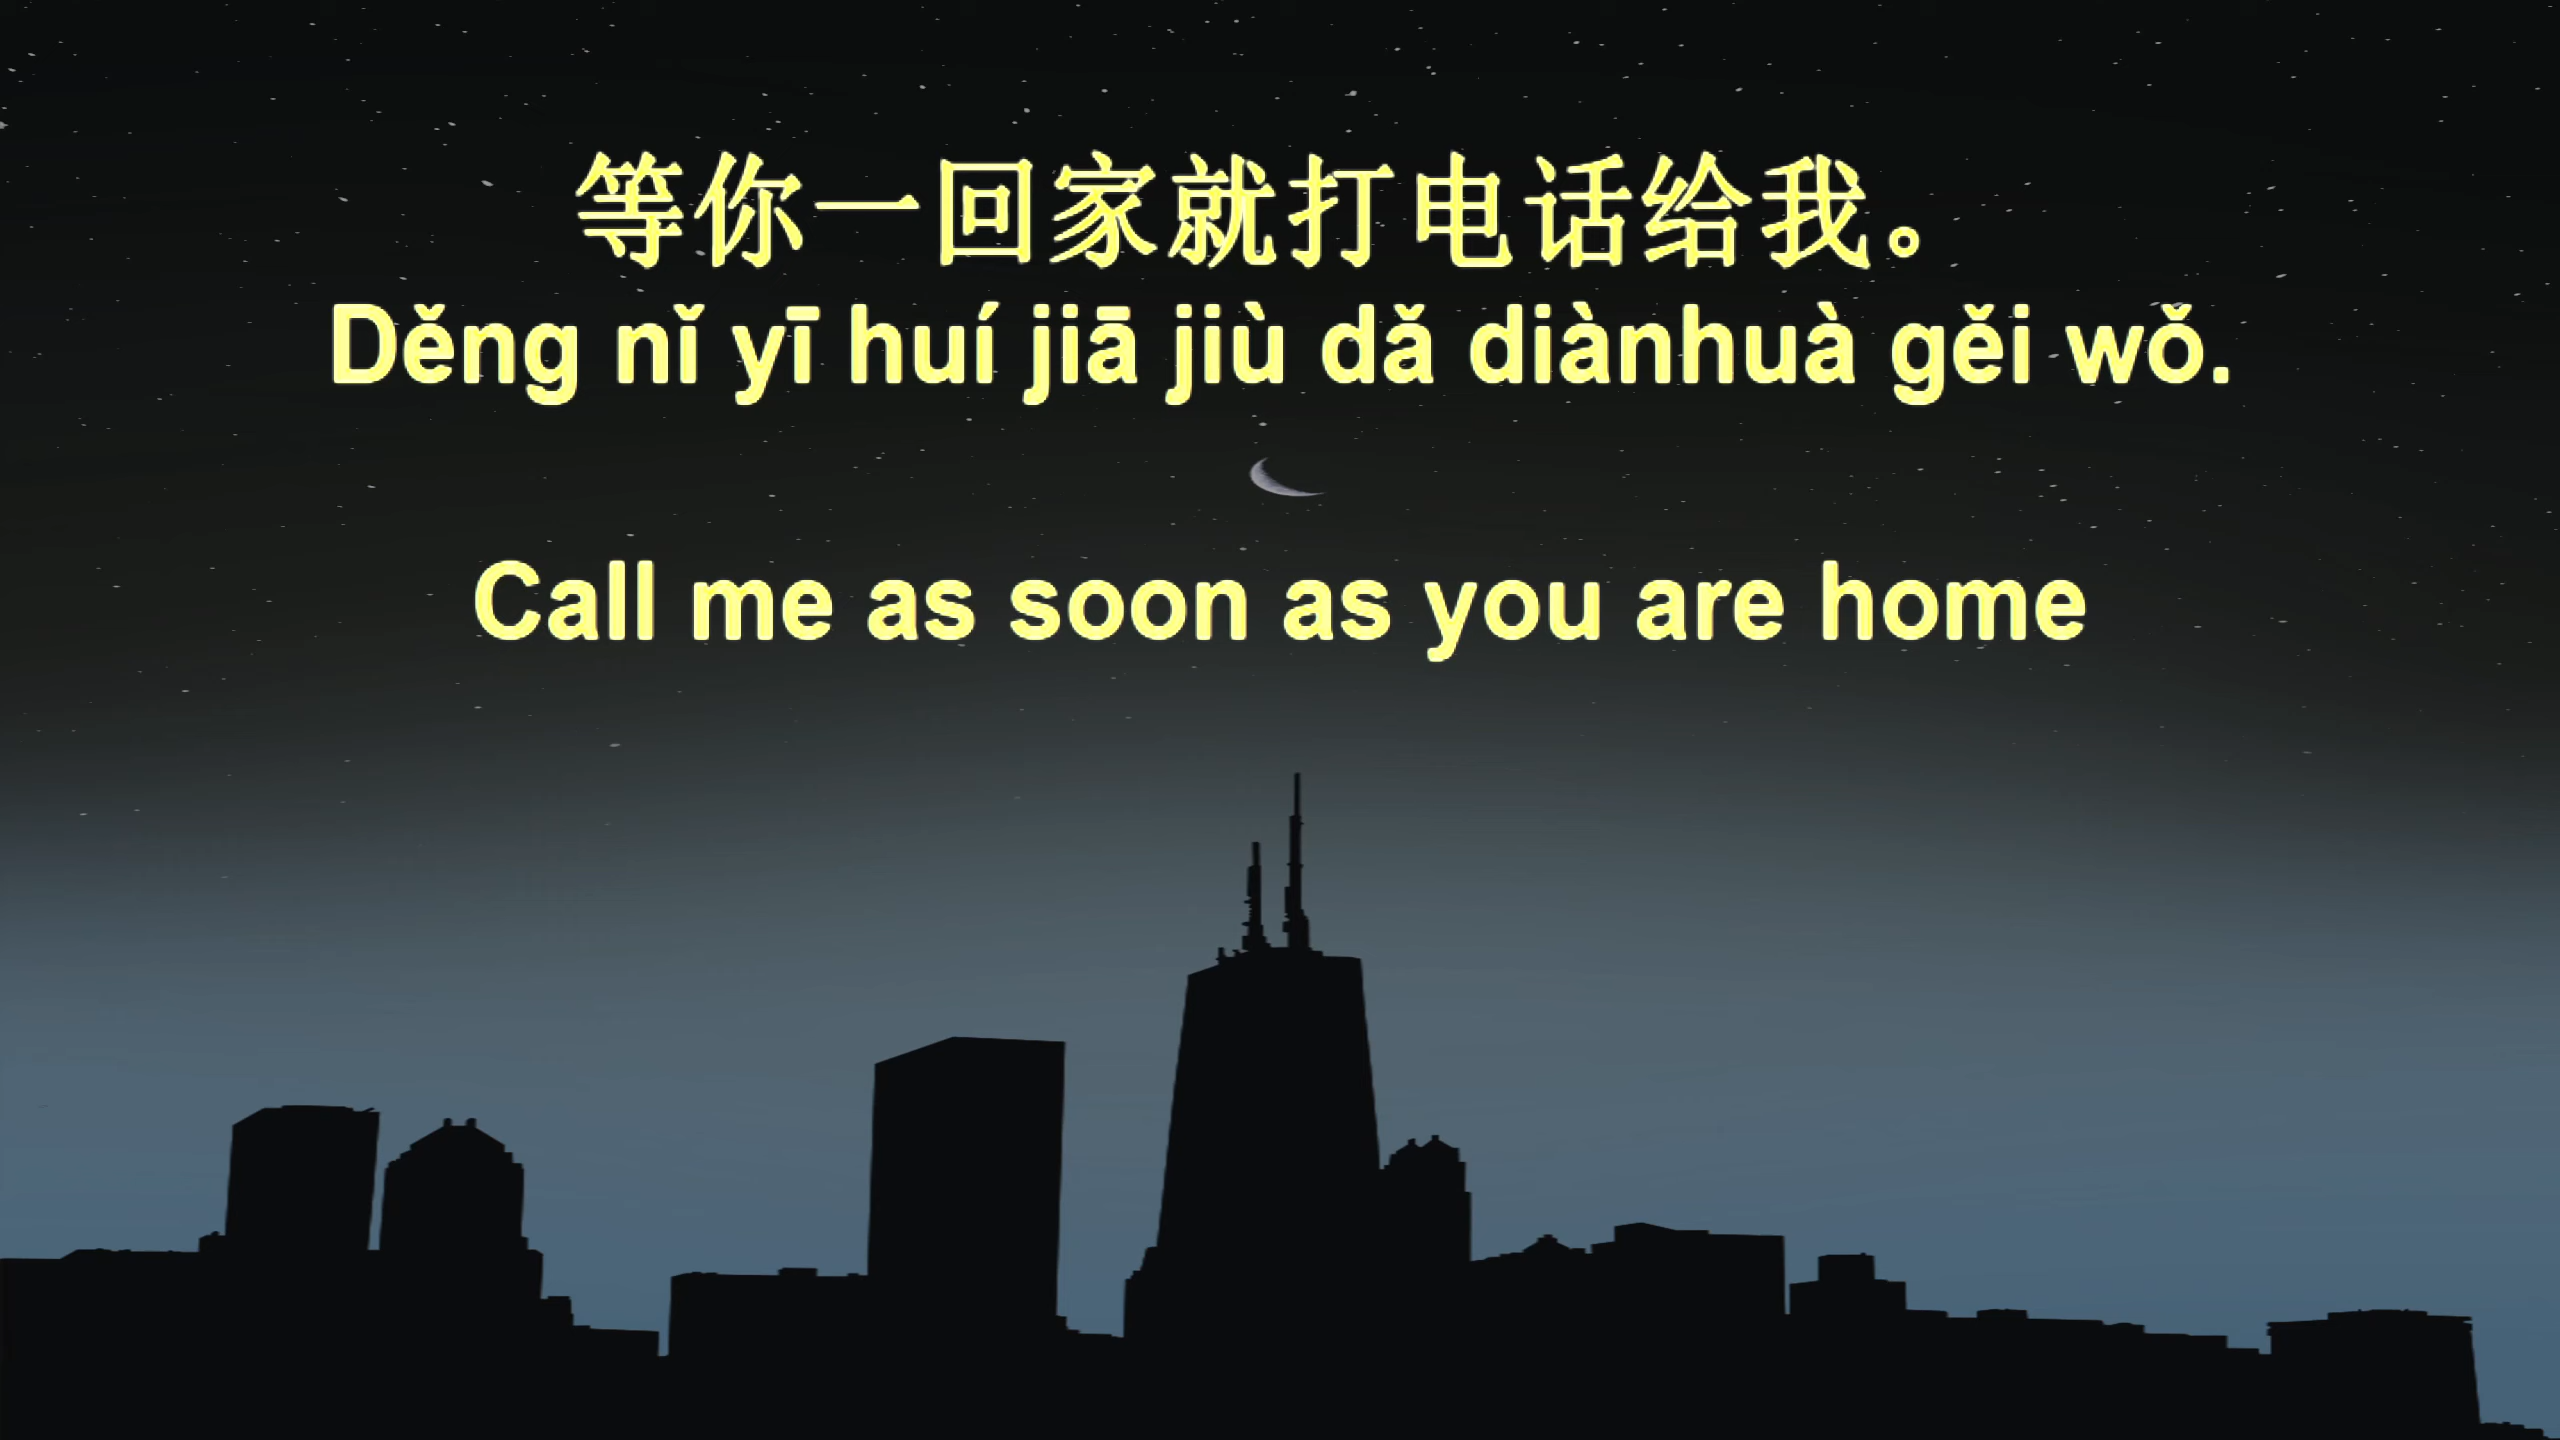 等你一回家就打电话给我。
Děng nǐ yī huí jiā jiù dǎ diànhuà gěi wǒ.
Call me as soon as you are home